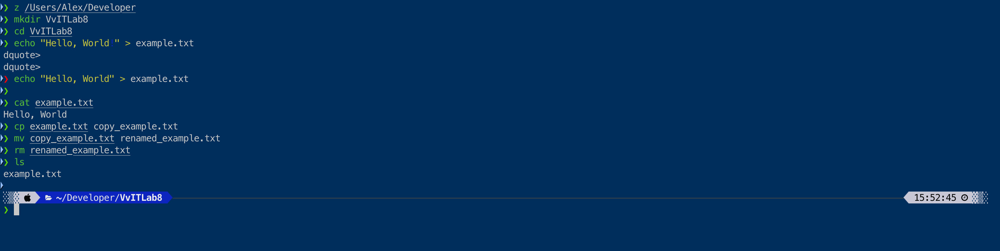 ❯ z /Users/Alex/Developer
❯ mkdir VvITLab8
❯ cd VvITLab8
❯ echo "Hello, World!" > example.txt
dquote>
dquote>
❯ echo "Hello, World" > example.txt
❯
❯ cat example.txt
Hello, World
❯ cp example.txt copy_example.txt
❯ mv copy_example.txt renamed_example.txt
❯ rm renamed_example.txt
❯ ls
example.txt
~/Developer/VvITLab8 15:52:45
❯